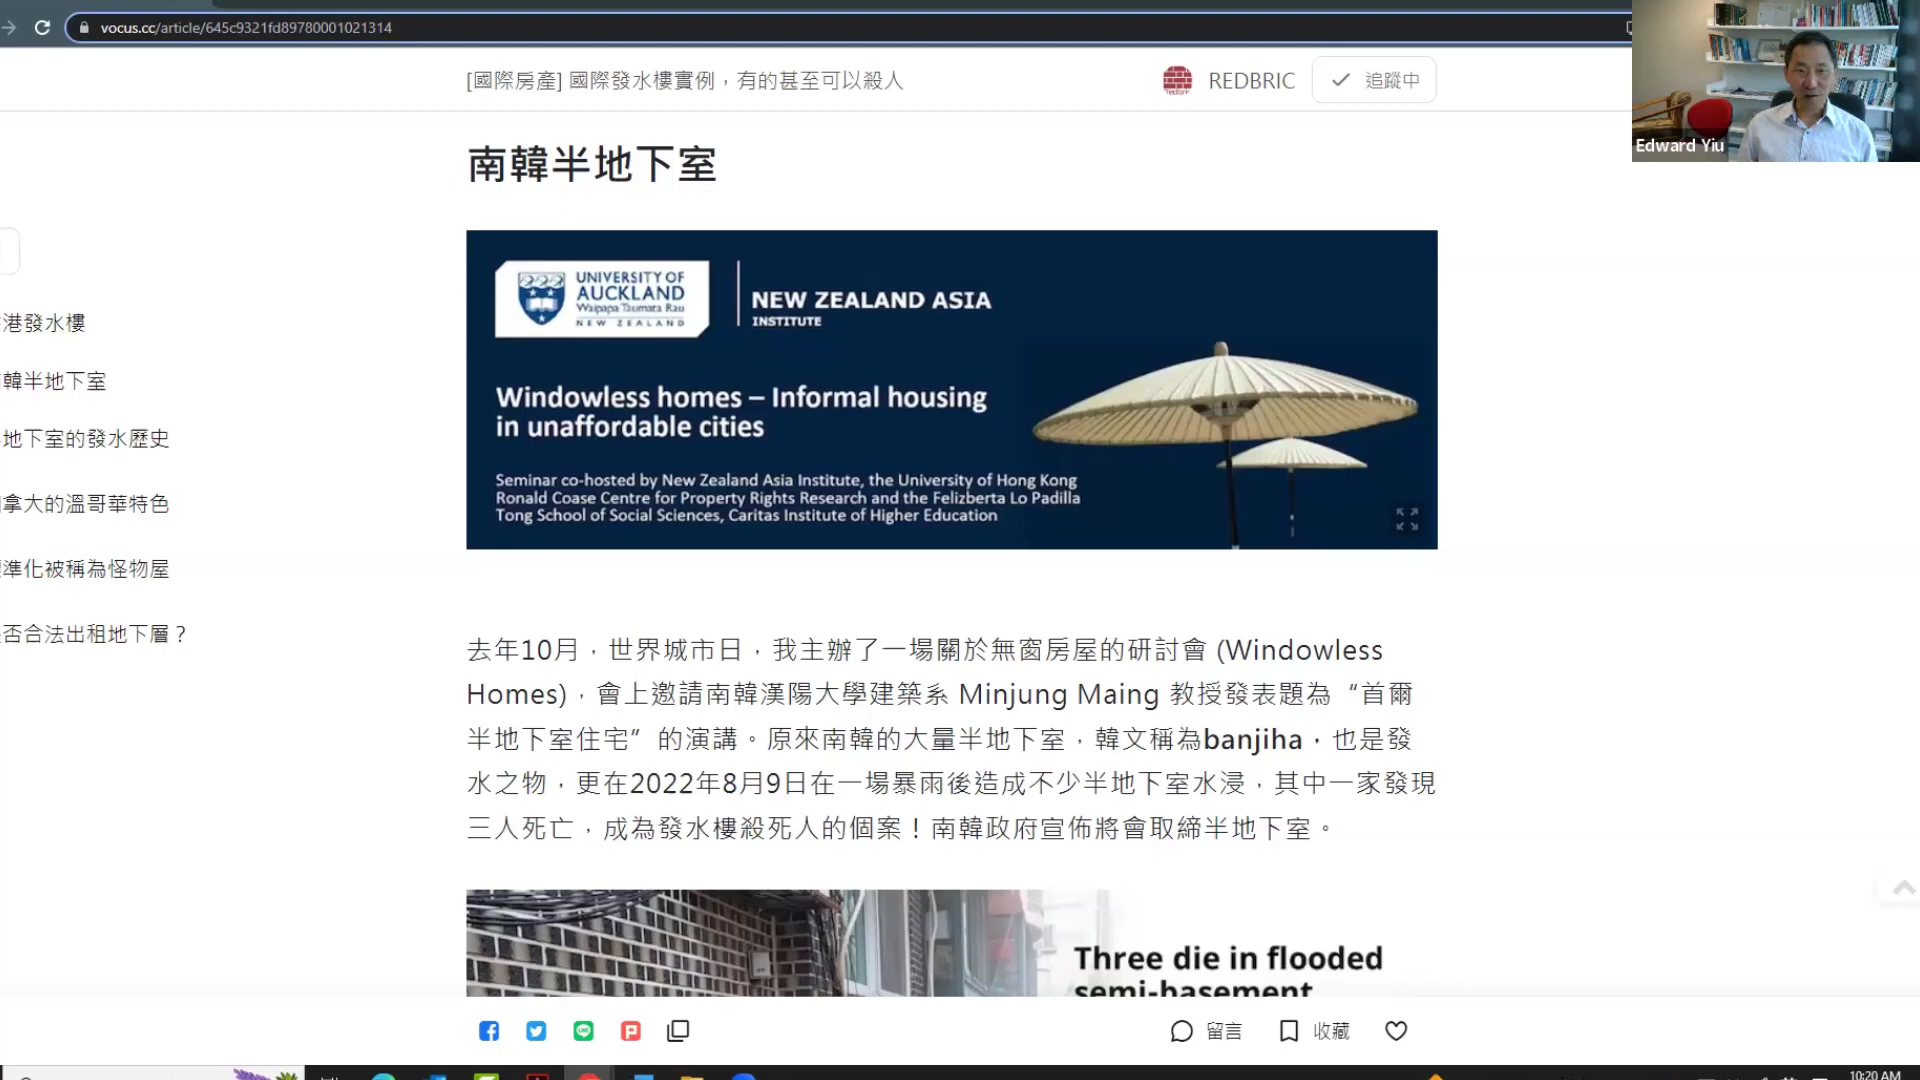 vocus.cc/article/645c9321fd89780001021314
[國際房產] 國際發水樓實例，有的甚至可以殺人
REDBRIC
追蹤中
Edward Yiu
南韓半地下室
港發水樓
韓半地下室
地下室的發水歷史
拿大的溫哥華特色
準化被稱為怪物屋
否合法出租地下層？
UNIVERSITY OF
AUCKLAND
Waipapa Taumata Rau
NEW ZEALAND
NEW ZEALAND ASIA
INSTITUTE
Windowless homes – Informal housing
in unaffordable cities
Seminar co-hosted by New Zealand Asia Institute, the University of Hong Kong
Ronald Coase Centre for Property Rights Research and the Felizberta Lo Padilla
Tong School of Social Sciences, Caritas Institute of Higher Education
去年10月，世界城市日，我主辦了一場關於無窗房屋的研討會 (Windowless
Homes)，會上邀請南韓漢陽大學建築系 Minjung Maing 教授發表題為“首爾
半地下室住宅”的演講。原來南韓的大量半地下室，韓文稱為banjiha，也是發
水之物，更在2022年8月9日在一場暴雨後造成不少半地下室水浸，其中一家發現
三人死亡，成為發水樓殺死人的個案！南韓政府宣佈將會取締半地下室。
Three die in flooded
semi-basement
留言
收藏
10:20 AM